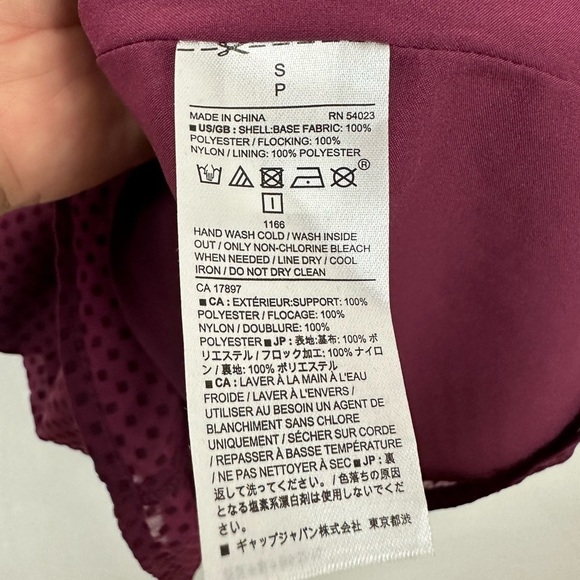 S
P
MADE IN CHINA RN 54023
■ US/GB : SHELL:BASE FABRIC: 100%
POLYESTER / FLOCKING: 100%
NYLON / LINING: 100% POLYESTER
®
1166
HAND WASH COLD / WASH INSIDE
OUT / ONLY NON-CHLORINE BLEACH
WHEN NEEDED / LINE DRY / COOL
IRON / DO NOT DRY CLEAN
CA 17897
■ CA : EXTÉRIEUR:SUPPORT: 100%
POLYESTER / FLOCAGE: 100%
NYLON / DOUBLURE: 100%
POLYESTER ■ JP : 表地:基布: 100% ポ
リエステル / フロック加工: 100% ナイロ
ン / 裏地: 100% ポリエステル
■ CA : LAVER À LA MAIN À L'EAU
FROIDE / LAVER À L'ENVERS /
UTILISER AU BESOIN UN AGENT DE
BLANCHIMENT SANS CHLORE
UNIQUEMENT / SÉCHER SUR CORDE
/ REPASSER À BASSE TEMPÉRATURE
/ NE PAS NETTOYER À SEC ■ JP : 裏
返して洗ってください。/ 色落ちの原因
となる塩素系漂白剤は使用しないでくだ
さい。
■ ギャップジャパン株式会社 東京都渋